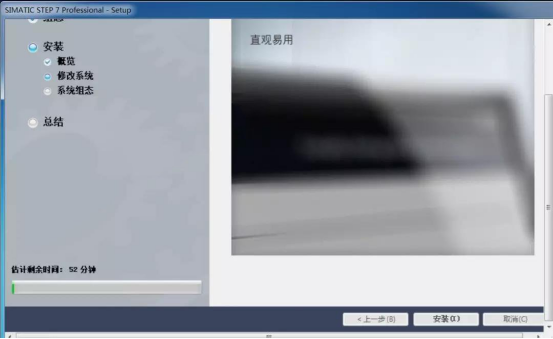 SIMATIC STEP 7 Professional - Setup
安装
概览
修改系统
系统组态
总结
直观易用
估计剩余时间： 52 分钟
< 上一步(B)
安装(I)
取消(C)